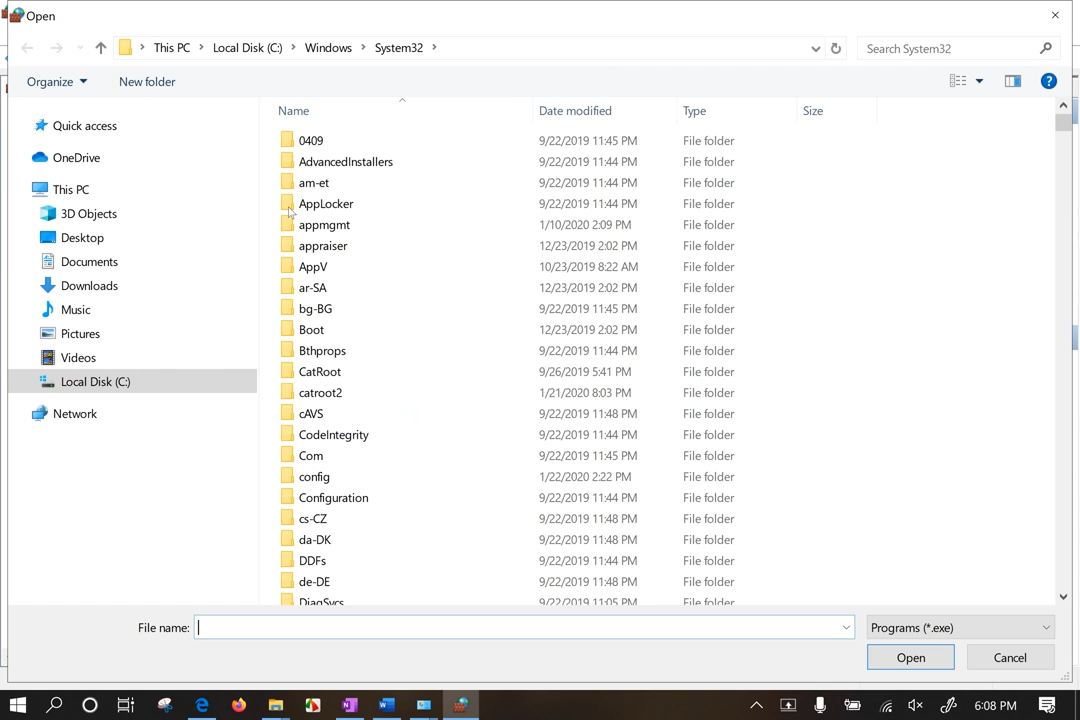 Open
This PC > Local Disk (C:) > Windows > System32 >
Search System32
Organize
New folder
Name
Date modified
Type
Size
Quick access
OneDrive
This PC
3D Objects
Desktop
Documents
Downloads
Music
Pictures
Videos
Local Disk (C:)
Network
0409 9/22/2019 11:45 PM File folder
AdvancedInstallers 9/22/2019 11:44 PM File folder
am-et 9/22/2019 11:44 PM File folder
AppLocker 9/22/2019 11:44 PM File folder
appmgmt 1/10/2020 2:09 PM File folder
appraiser 12/23/2019 2:02 PM File folder
AppV 10/23/2019 8:22 AM File folder
ar-SA 12/23/2019 2:02 PM File folder
bg-BG 9/22/2019 11:45 PM File folder
Boot 12/23/2019 2:02 PM File folder
Bthprops 9/22/2019 11:44 PM File folder
CatRoot 9/26/2019 5:41 PM File folder
catroot2 1/21/2020 8:03 PM File folder
cAVS 9/22/2019 11:48 PM File folder
CodeIntegrity 9/22/2019 11:44 PM File folder
Com 9/22/2019 11:45 PM File folder
config 1/22/2020 2:22 PM File folder
Configuration 9/22/2019 11:44 PM File folder
cs-CZ 9/22/2019 11:48 PM File folder
da-DK 9/22/2019 11:48 PM File folder
DDFs 9/22/2019 11:44 PM File folder
de-DE 9/22/2019 11:48 PM File folder
DiagSvcs 9/22/2019 11:05 PM File folder
File name:
Programs (*.exe)
Open
Cancel
6:08 PM